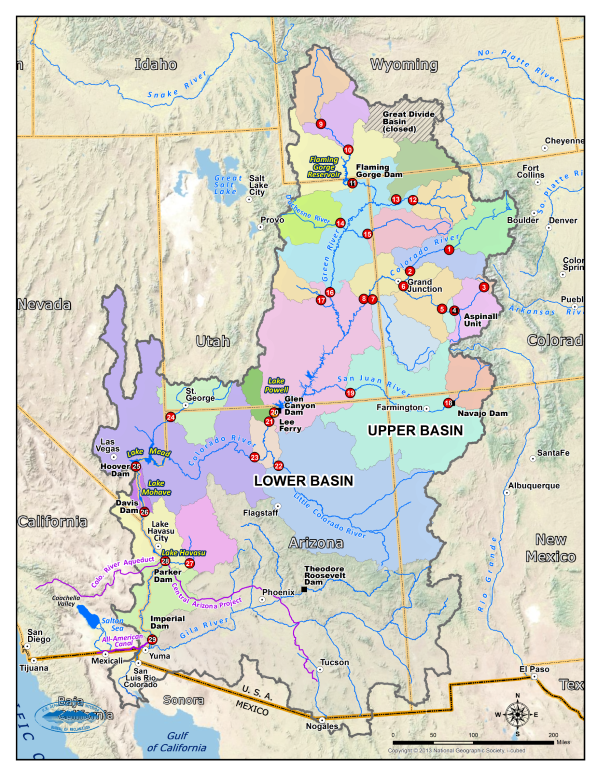 Idaho
Wyoming
No. Platte River
Snake River
Great Divide
Basin
(closed)
9
10
Cheyenne
Flaming
Gorge
Reservoir
Flaming
Gorge Dam
11
Great
Salt
Lake
Salt
Lake
City
Fort
Collins
13
12
So. Platte Ri
Duchesne River
Provo
14
15
Boulder
Denver
Green River
Colorado River
1
2
Color
Sprin
Nevada
16
17
8
7
6
Grand
Junction
3
5
4
Aspinall
Unit
Puebl
Arkansas Riv
Utah
Colorad
St.
George
Lake
Powell
San Juan River
19
Glen
Canyon
Dam
20
21
Lee
Ferry
Farmington
18
Navajo Dam
24
UPPER BASIN
Las
Vegas
Lake Mead
Colorado River
Hoover
Dam
25
23
22
SantaFe
LOWER BASIN
Lake
Mohave
Albuquerque
Davis
Dam
26
Flagstaff
Little Colorado River
California
Lake
Havasu
City
Arizona
New
Mexico
Lake Havasu
28
27
Colo. River Aqueduct
Parker
Dam
Theodore
Roosevelt
Dam
Central Arizona Project
Phoenix
Rio Grande
Coachella
Valley
Salton
Sea
Imperial
Dam
Gila River
All-American
Canal
29
San
Diego
Tijuana
Mexicali
Yuma
San
Luis Rio
Colorado
Tucson
El Paso
Tex
U. S. A.
MEXICO
Baja
California
Sonora
Nogales
Gulf
of California
N
W
E
S
0
50
100
200
Miles
Copyright:© 2013 National Geographic Society, i-cubed